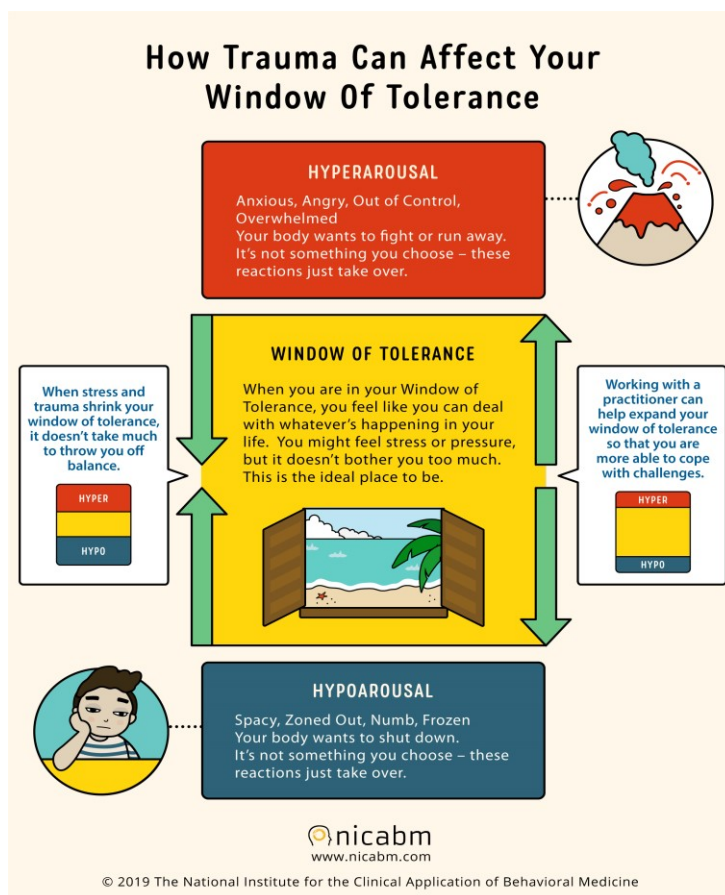 How Trauma Can Affect Your
Window Of Tolerance
HYPERAROUSAL
Anxious, Angry, Out of Control,
Overwhelmed
Your body wants to fight or run away.
It's not something you choose – these
reactions just take over.
When stress and
trauma shrink your
window of tolerance,
it doesn't take much
to throw you off
balance.
HYPER
HYPO
WINDOW OF TOLERANCE
When you are in your Window of
Tolerance, you feel like you can deal
with whatever's happening in your
life. You might feel stress or pressure,
but it doesn't bother you too much.
This is the ideal place to be.
Working with a
practitioner can
help expand your
window of tolerance
so that you are
more able to cope
with challenges.
HYPER
HYPO
HYPOAROUSAL
Spacy, Zoned Out, Numb, Frozen
Your body wants to shut down.
It's not something you choose – these
reactions just take over.
nicabm
www.nicabm.com
© 2019 The National Institute for the Clinical Application of Behavioral Medicine